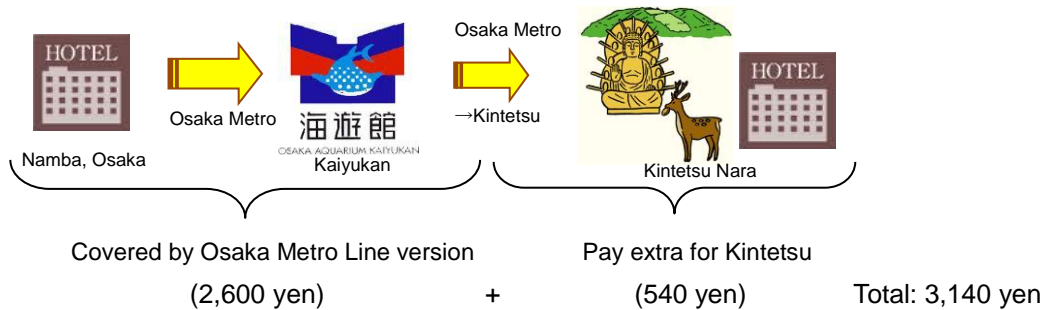 HOTEL
Osaka Metro
海遊館
OSAKA AQUARIUM KAIYUKAN
Osaka Metro
→Kintetsu
HOTEL
Namba, Osaka
Kaiyukan
Kintetsu Nara
Covered by Osaka Metro Line version
Pay extra for Kintetsu
(2,600 yen)
+
(540 yen)
Total: 3,140 yen